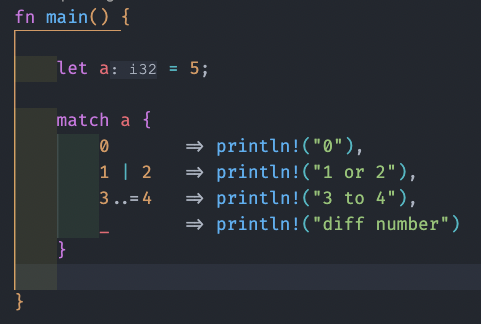 fn main() {
let a: i32 = 5;
match a {
0 => println!("0"),
1 | 2 => println!("1 or 2"),
3..=4 => println!("3 to 4"),
_ => println!("diff number")
}
}